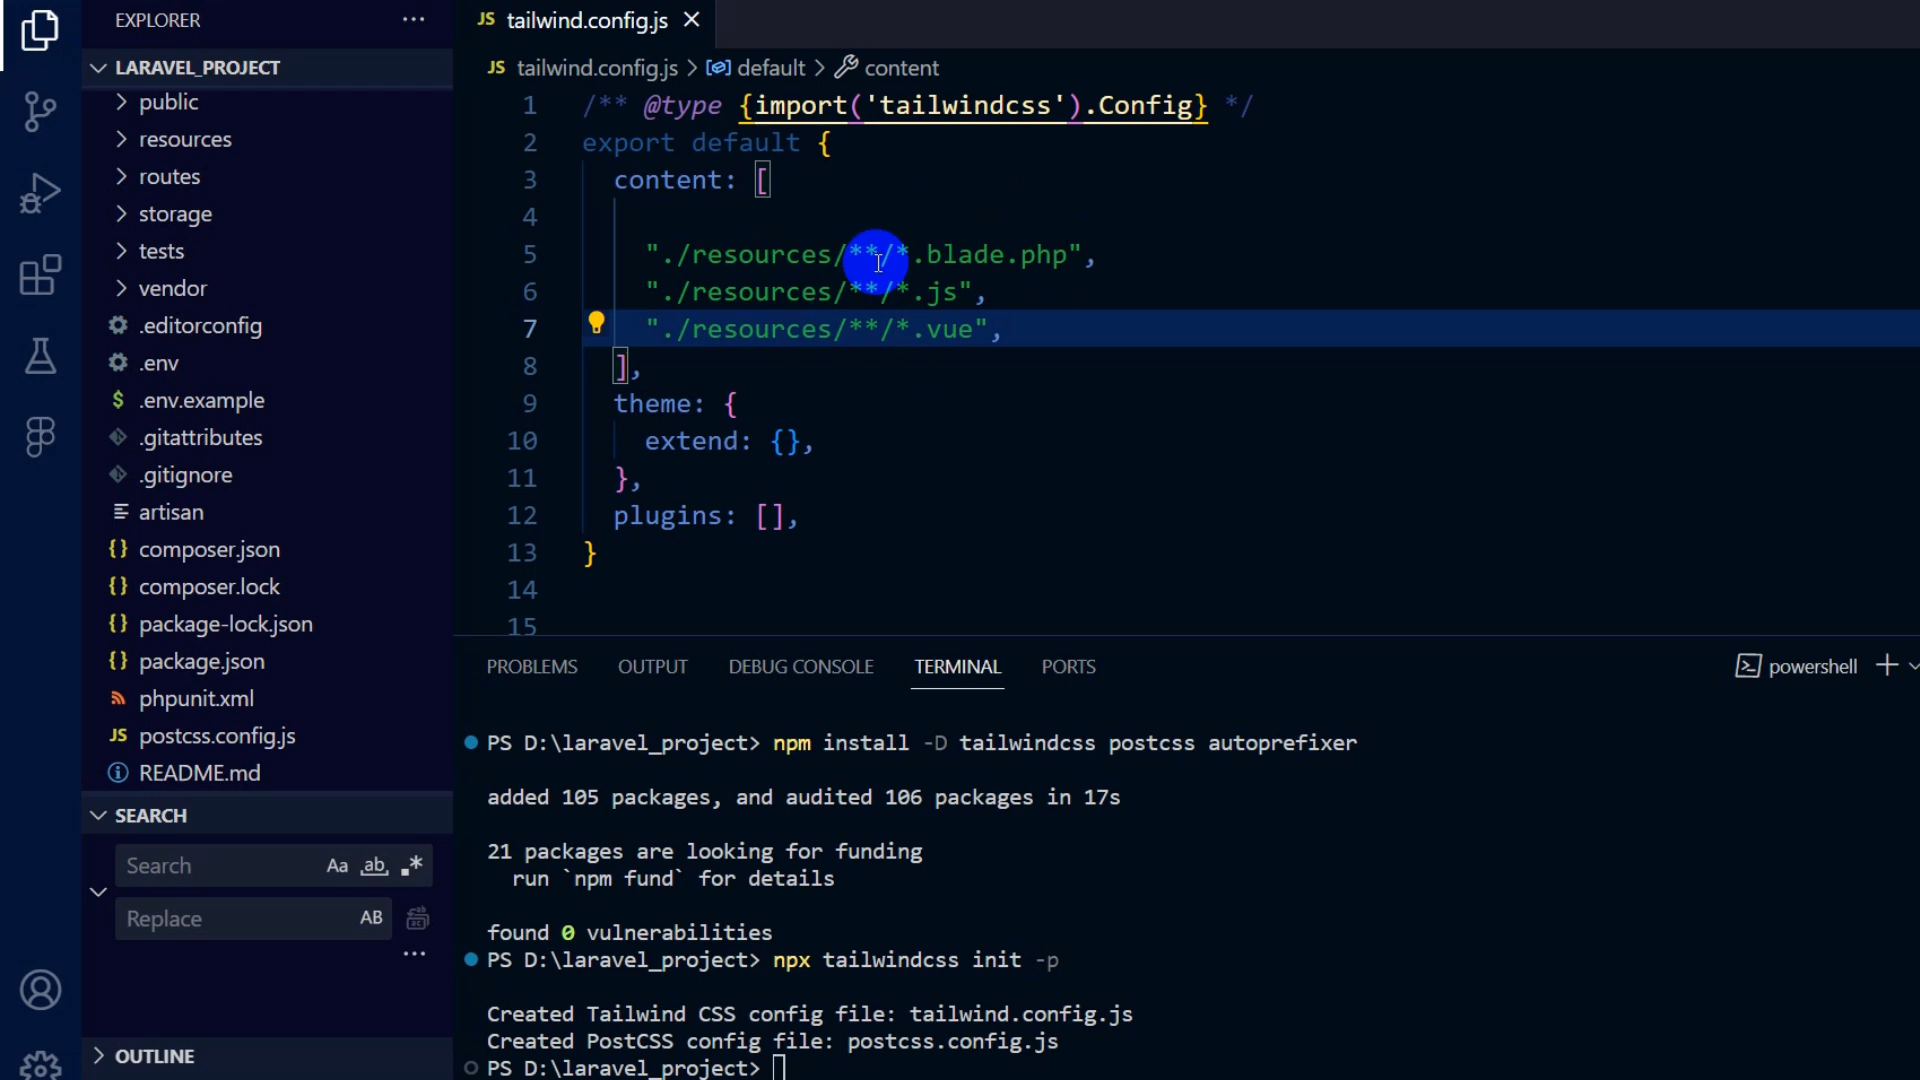 EXPLORER
LARAVEL_PROJECT
public
resources
routes
storage
tests
vendor
.editorconfig
.env
$ .env.example
.gitattributes
.gitignore
artisan
{} composer.json
{} composer.lock
{} package-lock.json
{} package.json
phpunit.xml
JS postcss.config.js
README.md
SEARCH
Search Aa ab .*
Replace AB
OUTLINE
JS tailwind.config.js
JS tailwind.config.js > default > content
1 /** @type {import('tailwindcss').Config} */
2 export default {
3 content: [
4
5 "./resources/**/*.blade.php",
6 "./resources/**/*.js",
7 "./resources/**/*.vue",
8 ],
9 theme: {
10 extend: {},
11 },
12 plugins: [],
13 }
14
15
PROBLEMS OUTPUT DEBUG CONSOLE TERMINAL PORTS powershell
PS D:\laravel_project> npm install -D tailwindcss postcss autoprefixer
added 105 packages, and audited 106 packages in 17s
21 packages are looking for funding
run `npm fund` for details
found 0 vulnerabilities
PS D:\laravel_project> npx tailwindcss init -p
Created Tailwind CSS config file: tailwind.config.js
Created PostCSS config file: postcss.config.js
PS D:\laravel_project>